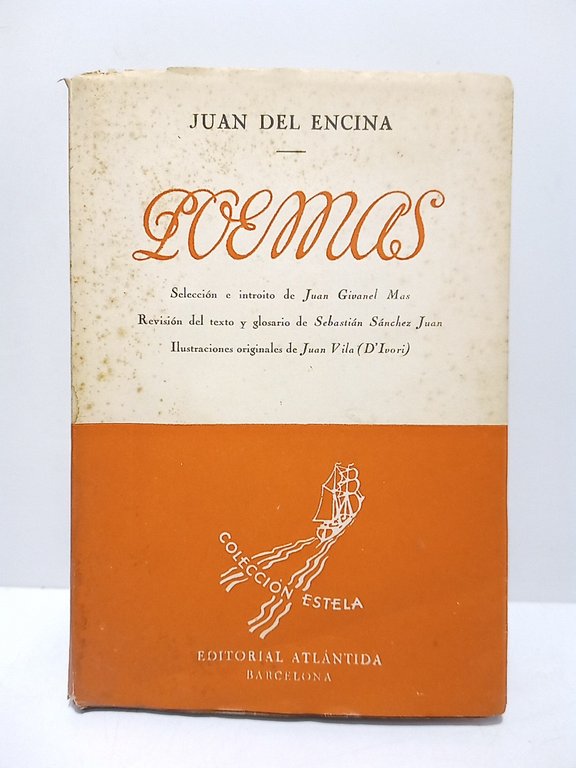 JUAN DEL ENCINA
POEMAS
Selección e introito de Juan Givanel Mas
Revisión del texto y glosario de Sebastián Sánchez Juan
Ilustraciones originales de Juan Vila (D'Ivori)
COLECCIÓN ESTELA
EDITORIAL ATLÁNTIDA
BARCELONA